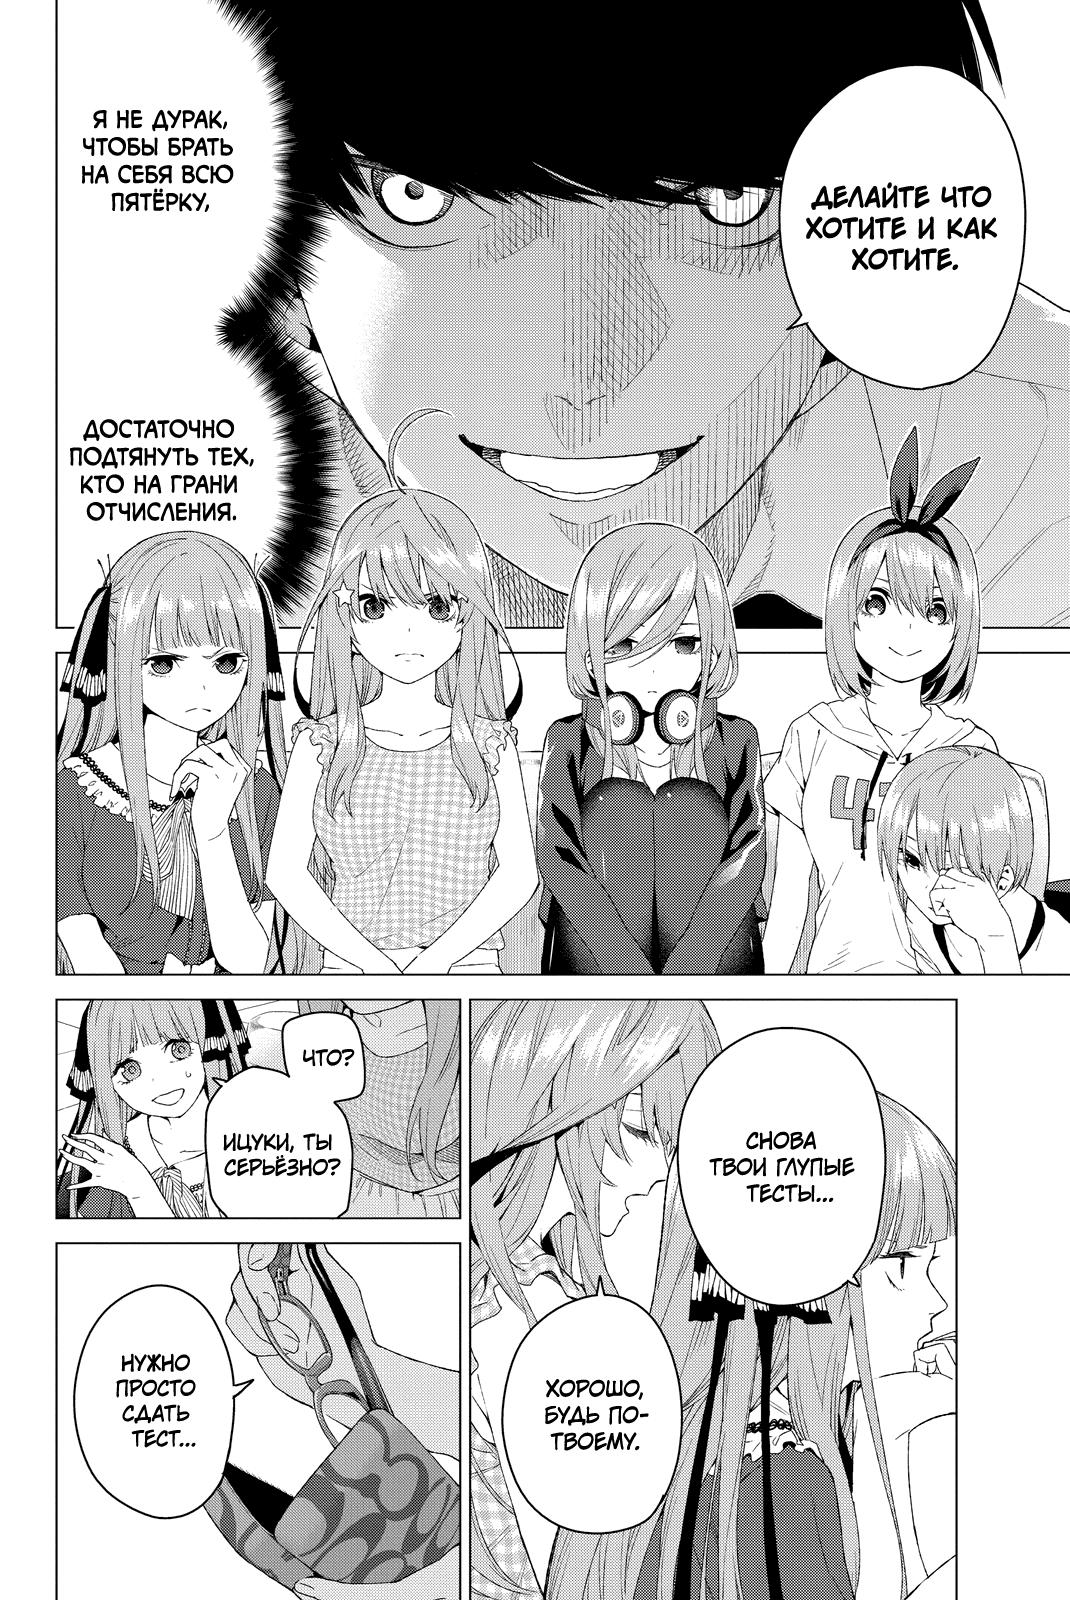 ДЕЛАЙТЕ ЧТО
ХОТИТЕ И КАК
ХОТИТЕ.
Я НЕ ДУРАК,
ЧТОБЫ БРАТЬ
НА СЕБЯ ВСЮ
ПЯТЁРКУ,
ДОСТАТОЧНО
ПОДТЯНУТЬ ТЕХ,
КТО НА ГРАНИ
ОТЧИСЛЕНИЯ.
СНОВА
ТВОИ ГЛУПЫЕ
ТЕСТЫ...
ХОРОШО,
БУДЬ ПО-
ТВОЕМУ.
ЧТО?
ИЦУКИ, ТЫ
СЕРЬЁЗНО?
НУЖНО
ПРОСТО
СДАТЬ
ТЕСТ...